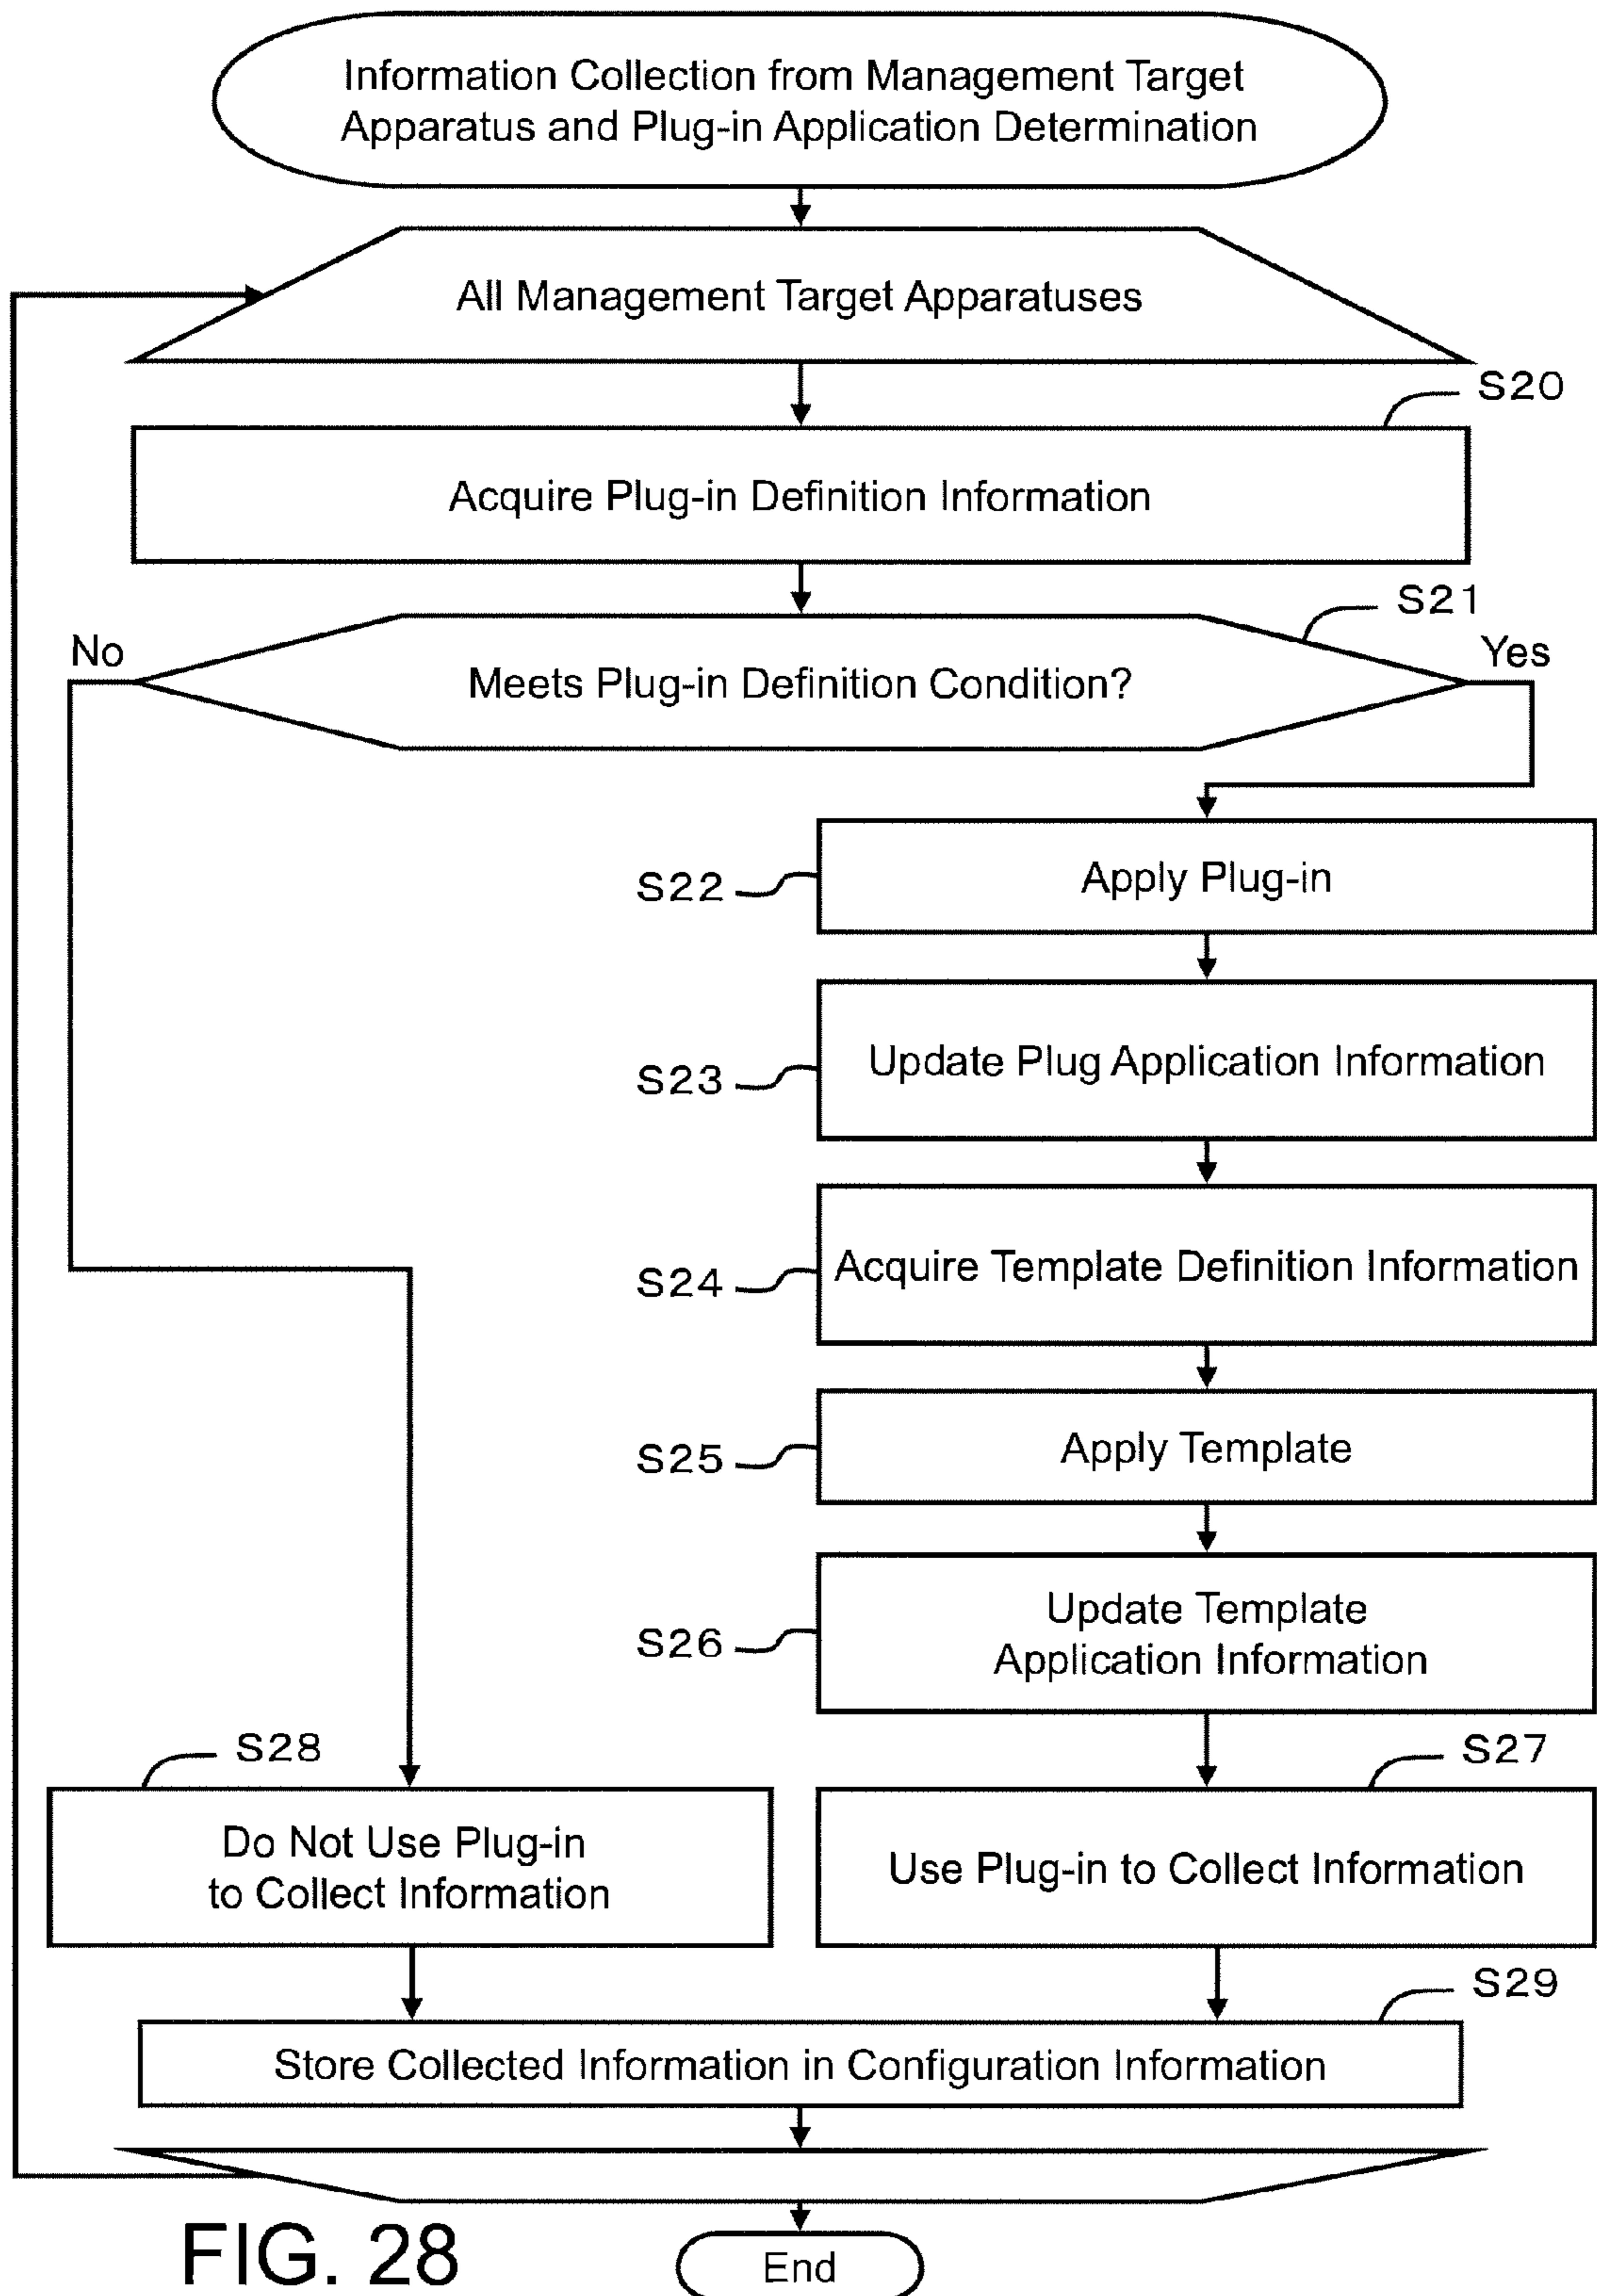 Information Collection from Management Target
Apparatus and Plug-in Application Determination
All Management Target Apparatuses
S20
Acquire Plug-in Definition Information
S21
No
Yes
Meets Plug-in Definition Condition?
S22
Apply Plug-in
S23
Update Plug Application Information
S24
Acquire Template Definition Information
S25
Apply Template
S26
Update Template
Application Information
S28
S27
Do Not Use Plug-in
to Collect Information
Use Plug-in to Collect Information
S29
Store Collected Information in Configuration Information
FIG. 28
End